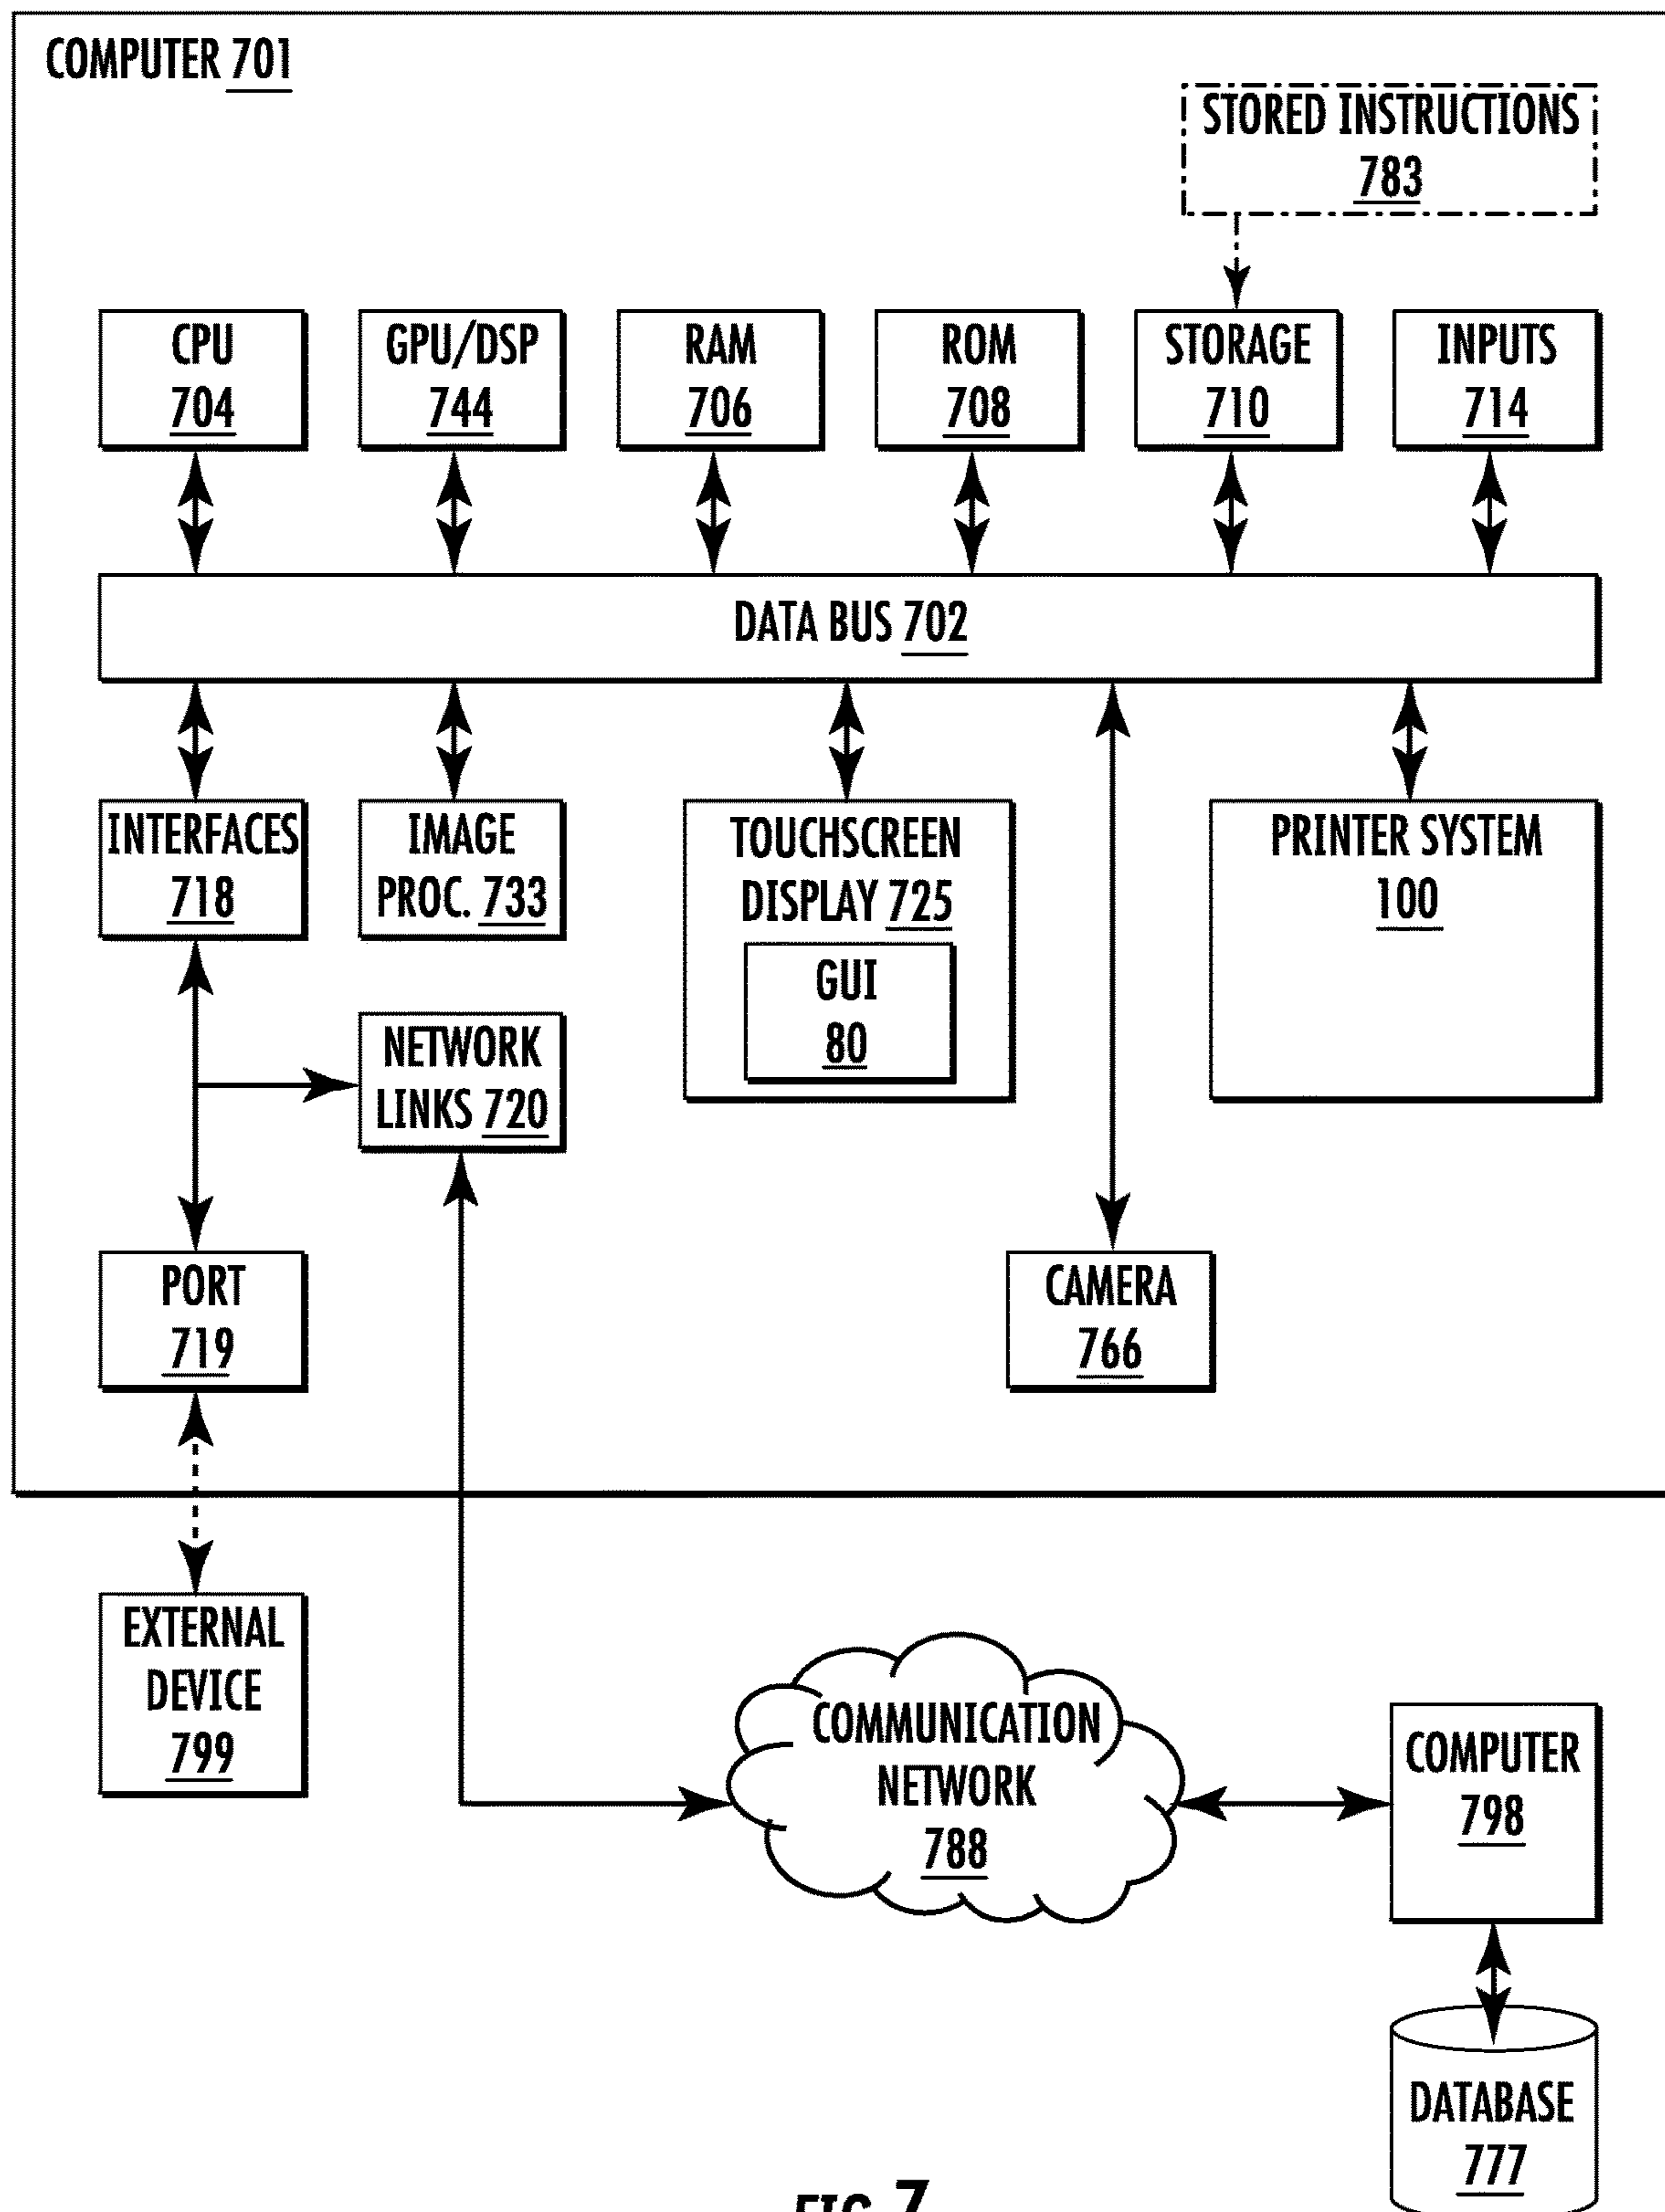 COMPUTER 701
STORED INSTRUCTIONS
783
CPU
704
GPU/DSP
744
RAM
706
ROM
708
STORAGE
710
INPUTS
714
DATA BUS 702
INTERFACES
718
IMAGE
PROC. 733
TOUCHSCREEN
DISPLAY 725
GUI
80
PRINTER SYSTEM
100
NETWORK
LINKS 720
PORT
719
CAMERA
766
EXTERNAL
DEVICE
799
COMMUNICATION
NETWORK
788
COMPUTER
798
DATABASE
777
FIG. 7